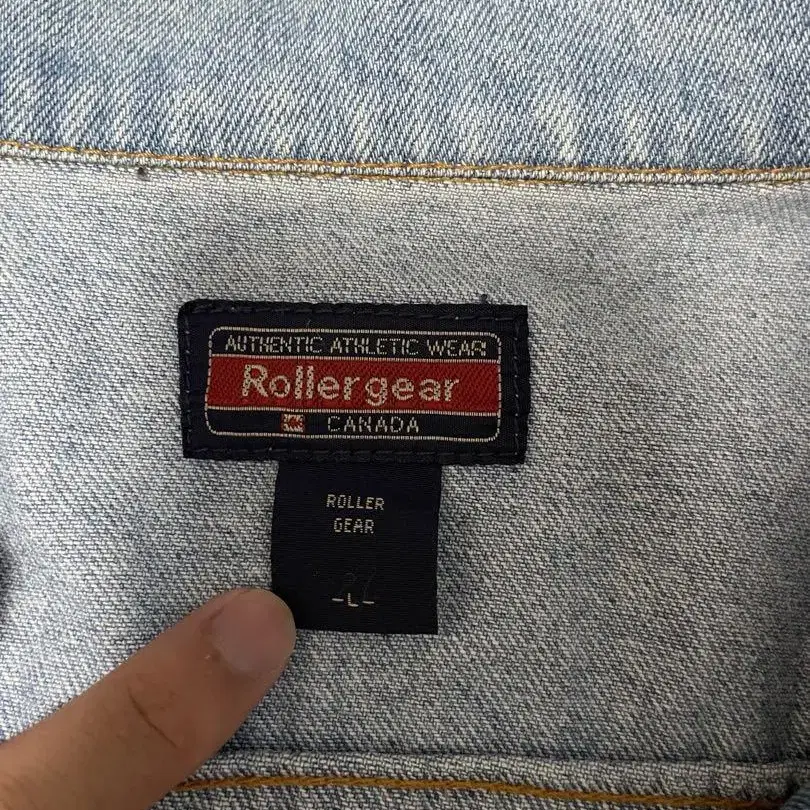 AUTHENTIC ATHLETIC WEAR
Rollergear
CANADA
ROLLER
GEAR
-L-